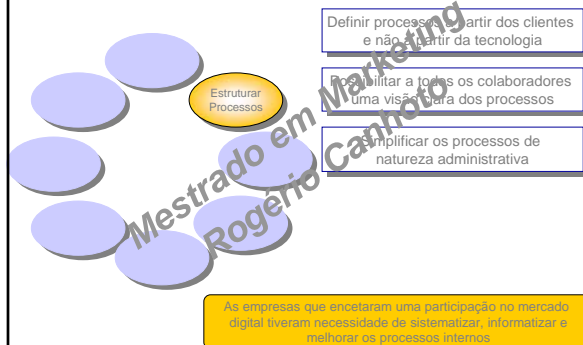 Definir processos a partir dos clientes
e não a partir da tecnologia
Estruturar
Processos
Possibilitar a todos os colaboradores
uma visão clara dos processos
Simplificar os processos de
natureza administrativa
Mestrado em Marketing
Rogério Canhoto
As empresas que encetaram uma participação no mercado
digital tiveram necessidade de sistematizar, informatizar e
melhorar os processos internos